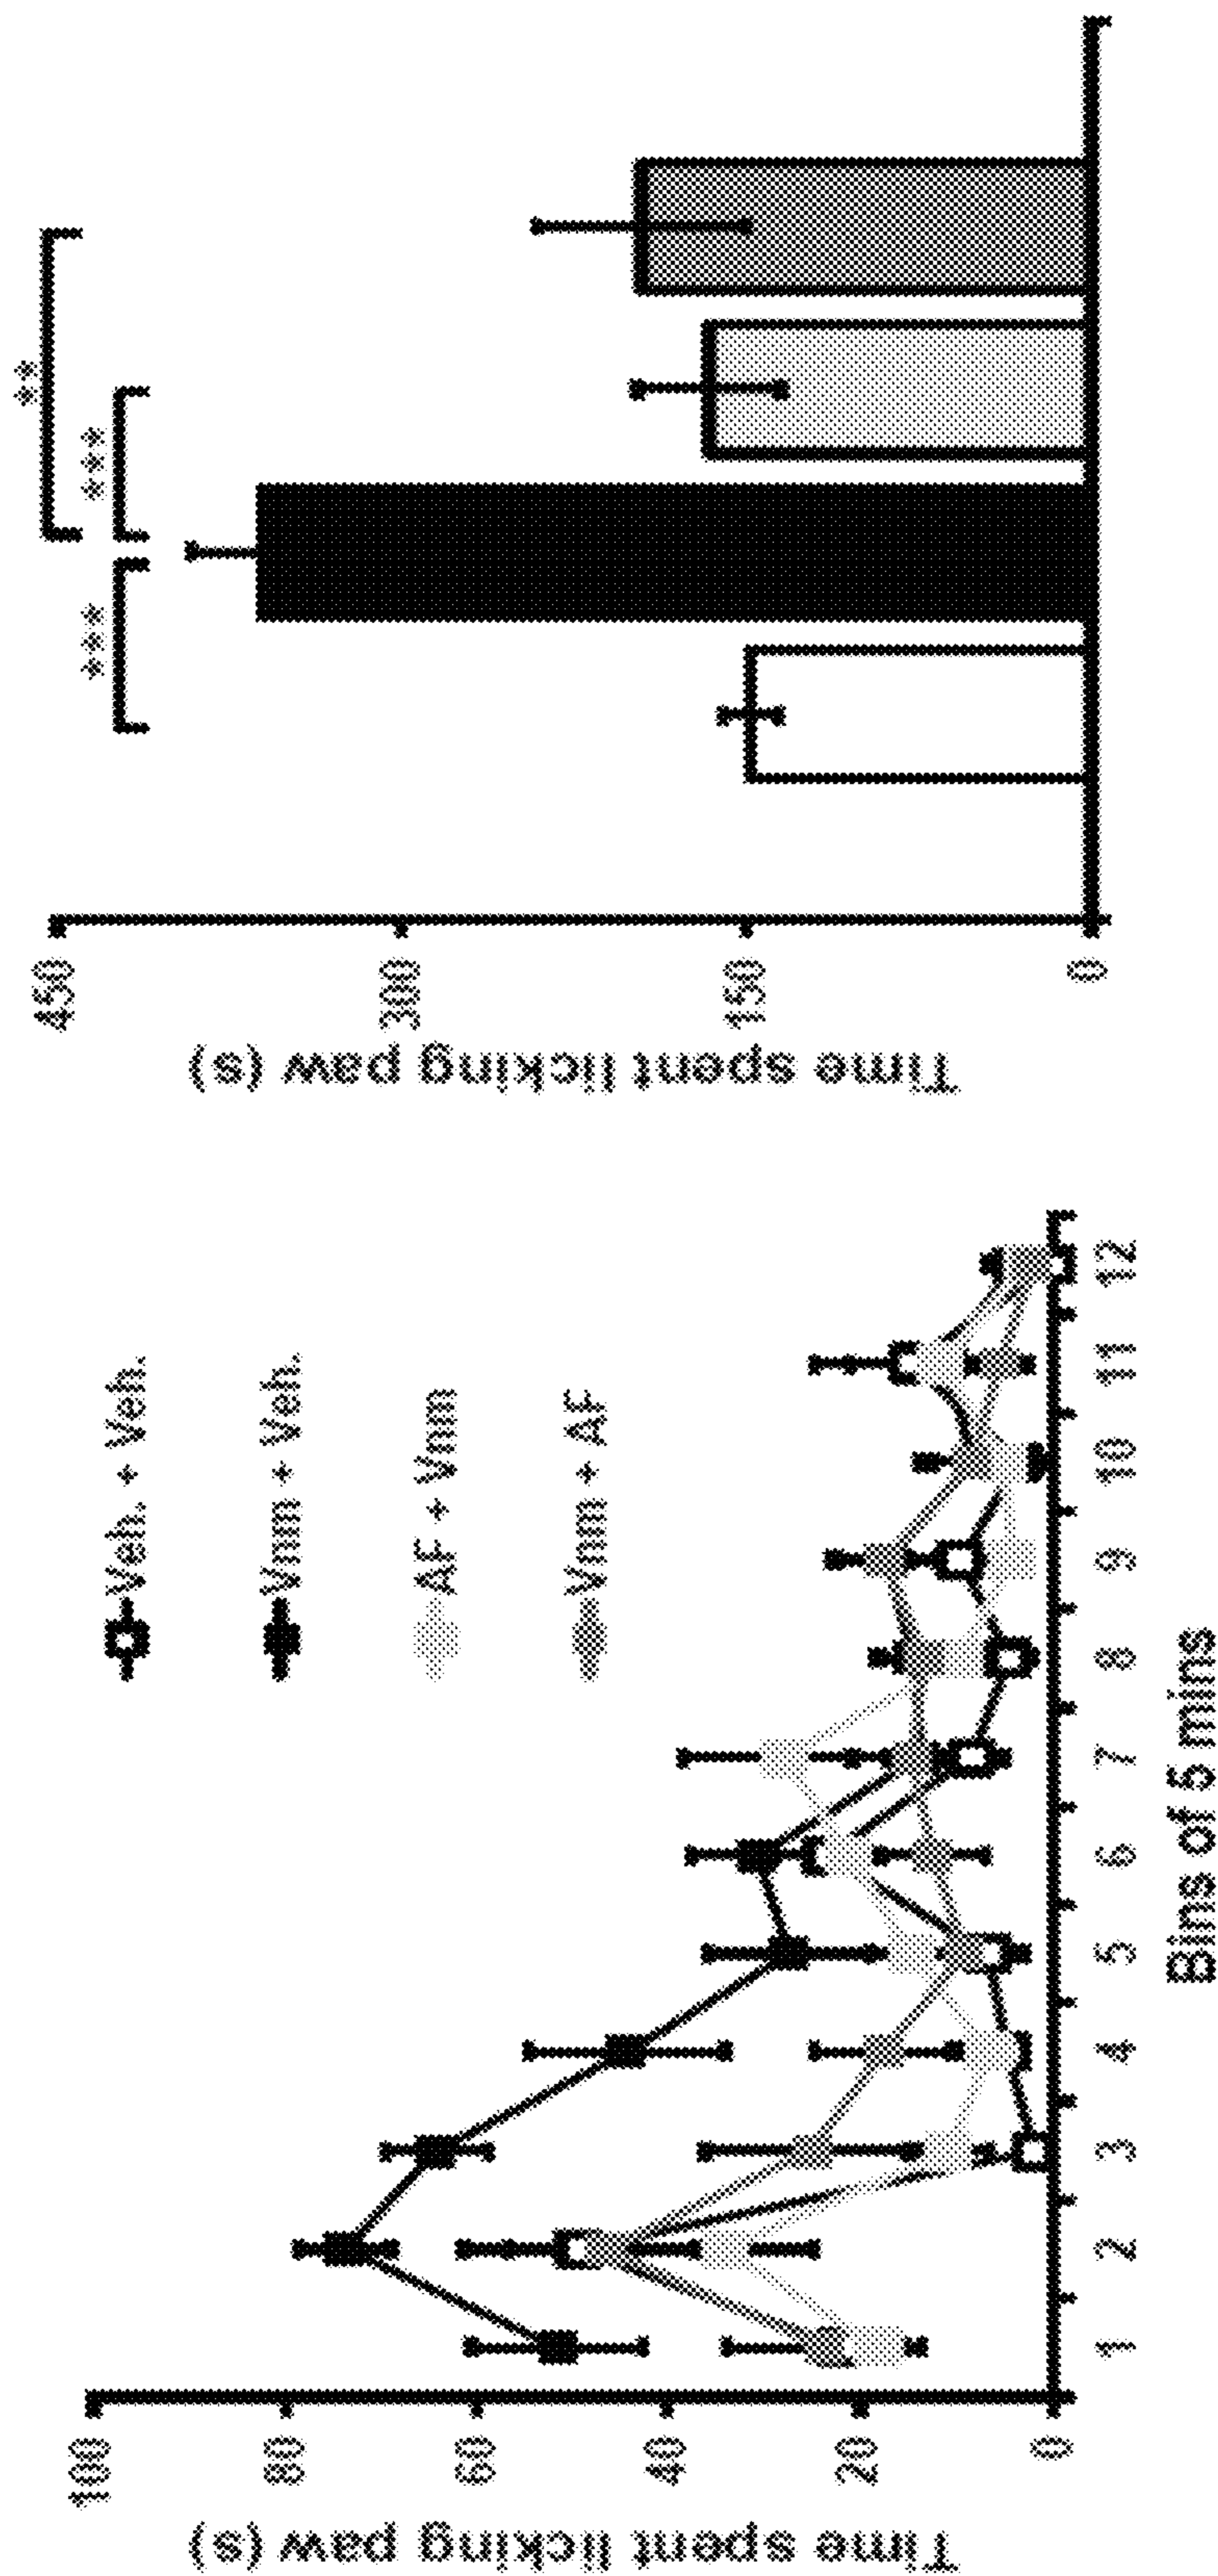 Time spent licking paw (s)
100
80
60
40
20
0
1 2 3 4 5 6 7 8 9 10 11 12
Bins of 5 mins
Veh. + Veh.
Vnm + Veh.
AF + Vnm
Vnm + AF
Time spent licking paw (s)
450
300
150
0
**
*** ***